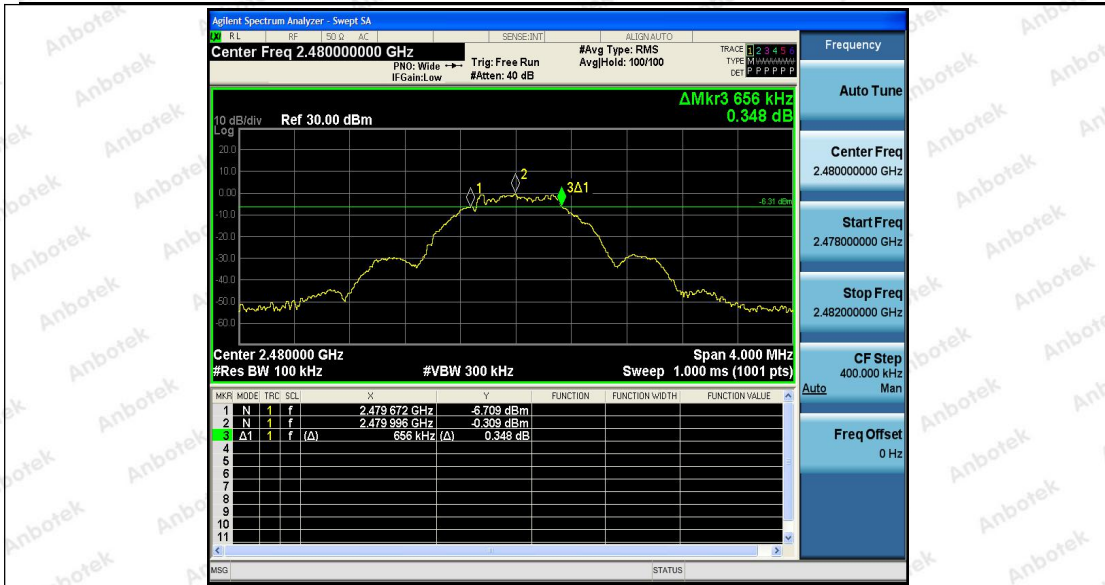 Agilent Spectrum Analyzer - Swept SA
RL RF 50 Ω AC SENSE:INT ALIGN AUTO
Center Freq 2.480000000 GHz
PNO: Wide
IFGain:Low
Trig: Free Run
#Atten: 40 dB
#Avg Type: RMS
Avg|Hold: 100/100
TRACE 1 2 3 4 5 6
TYPE M
DET P P P P P P
ΔMkr3 656 kHz
0.348 dB
10 dB/div Ref 30.00 dBm
Log
20.0
10.0
0.00
-10.0
-20.0
-30.0
-40.0
-50.0
-60.0
1
2
3Δ1
-6.31 dBm
Center 2.480000 GHz Span 4.000 MHz
#Res BW 100 kHz #VBW 300 kHz Sweep 1.000 ms (1001 pts)
MKR MODE TRC SCL X Y FUNCTION FUNCTION WIDTH FUNCTION VALUE
1 N 1 f 2.479 672 GHz -6.709 dBm
2 N 1 f 2.479 996 GHz -0.309 dBm
3 Δ1 1 f (Δ) 656 kHz (Δ) 0.348 dB
4
5
6
7
8
9
10
11
MSG STATUS
Frequency
Auto Tune
Center Freq
2.480000000 GHz
Start Freq
2.478000000 GHz
Stop Freq
2.482000000 GHz
CF Step
400.000 kHz
Auto Man
Freq Offset
0 Hz
Anbotek